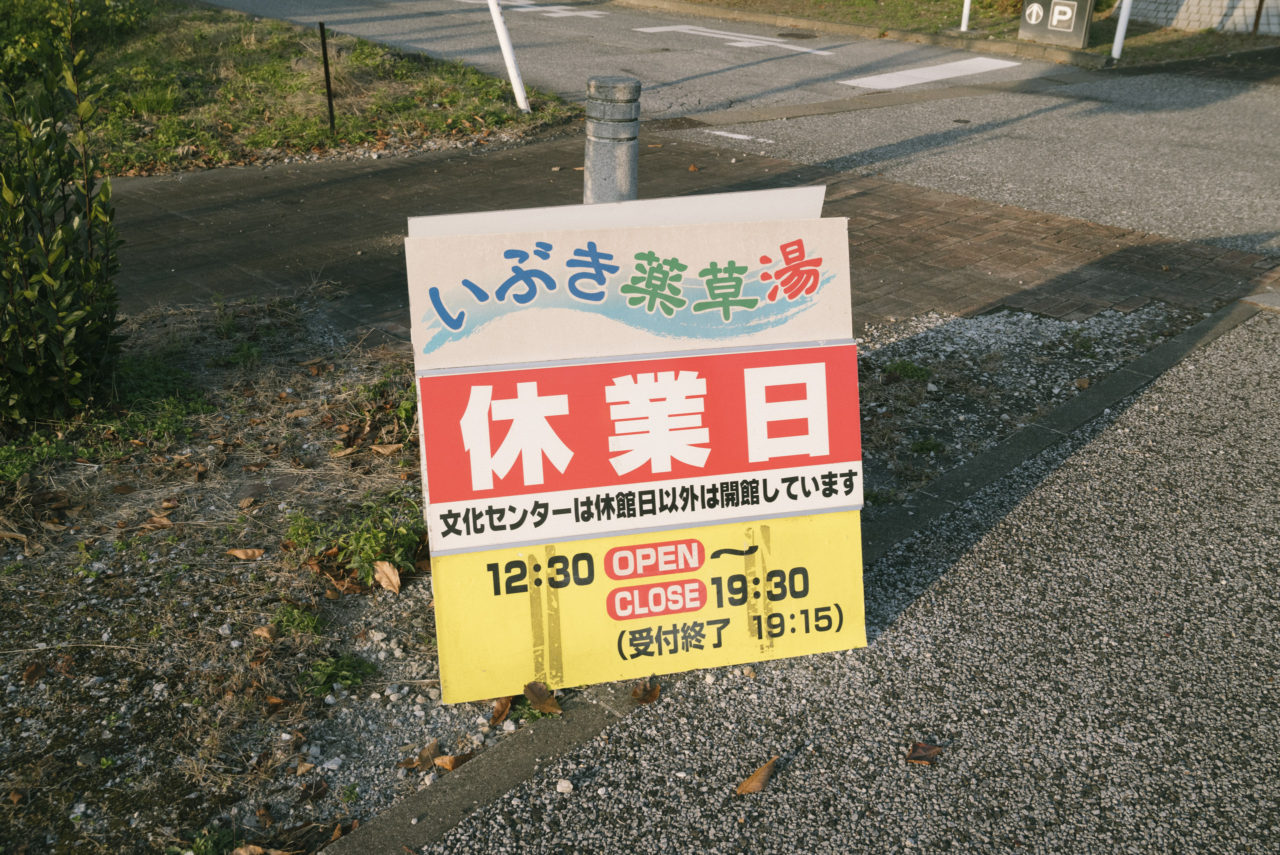 P
いぶき薬草湯
休業日
文化センターは休館日以外は開館しています
12:30 OPEN ～
CLOSE 19:30
(受付終了 19:15)